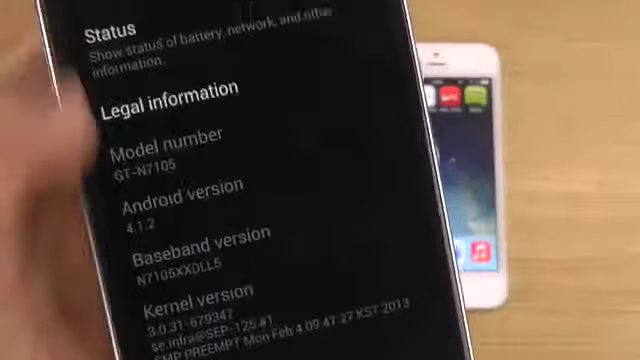 Status
Show status of battery, network, and other
information.
Legal information
Model number
GT-N7105
Android version
4.1.2
Baseband version
N7105XXDLL5
Kernel version
3.0.31-679347
se.infra@SEP-125 #1
SMP PREEMPT Mon Feb 4 09:47:27 KST 2013